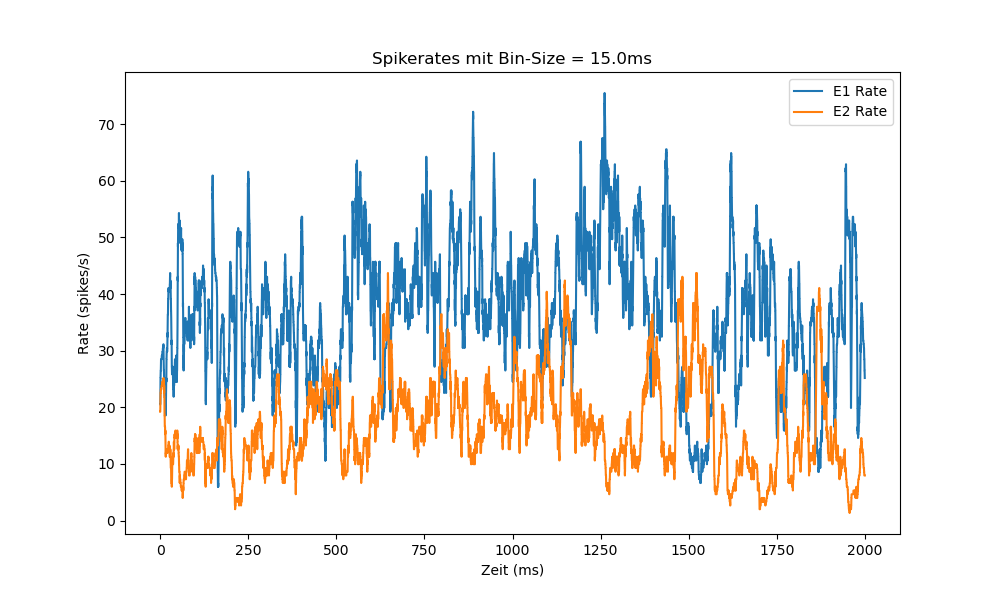 Spikerates mit Bin-Size = 15.0ms
E1 Rate
E2 Rate
Rate (spikes/s)
70
60
50
40
30
20
10
0
0 250 500 750 1000 1250 1500 1750 2000
Zeit (ms)